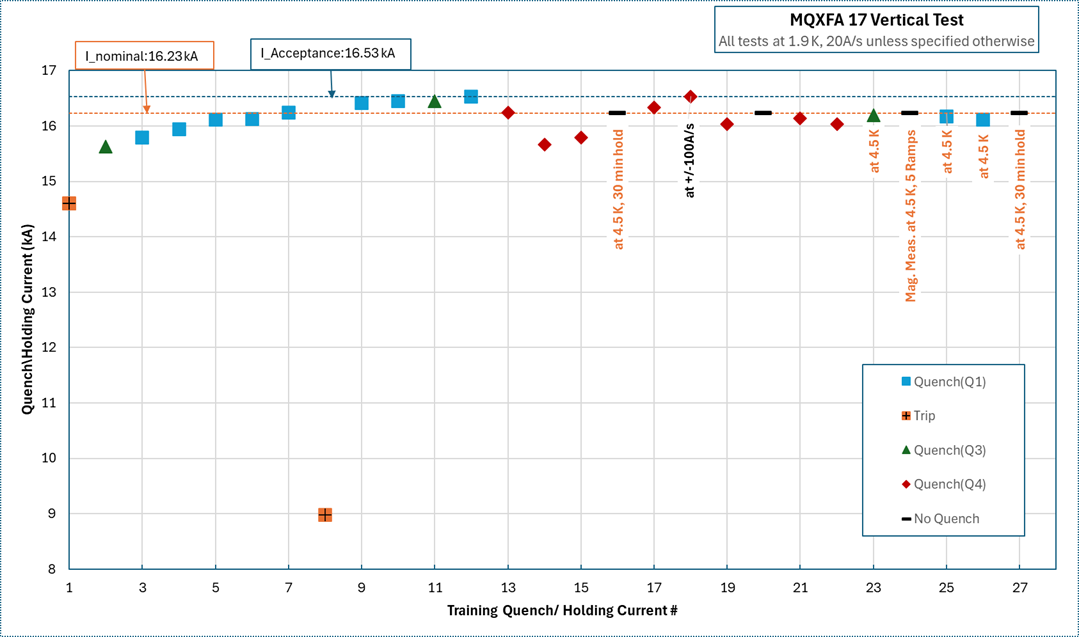 MQXFA 17 Vertical Test
All tests at 1.9 K, 20A/s unless specified otherwise
I_nominal:16.23 kA
I_Acceptance:16.53 kA
Quench\Holding Current (kA)
17
16
15
14
13
12
11
10
9
8
at 4.5 K, 30 min hold
at +/-100A/s
at 4.5 K
Mag. Meas. at 4.5 K, 5 Ramps
at 4.5 K
at 4.5 K
at 4.5 K, 30 min hold
Quench(Q1)
Trip
Quench(Q3)
Quench(Q4)
No Quench
1 3 5 7 9 11 13 15 17 19 21 23 25 27
Training Quench/ Holding Current #